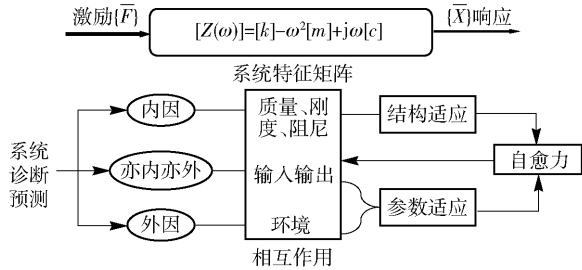 激励{F̅}
[Z(ω)]=[k]-ω²[m]+jω[c]
{X̅}响应
系统特征矩阵
系统
诊断
预测
内因
亦内亦外
外因
质量、刚
度、阻尼
输入输出
环境
相互作用
结构适应
参数适应
自愈力